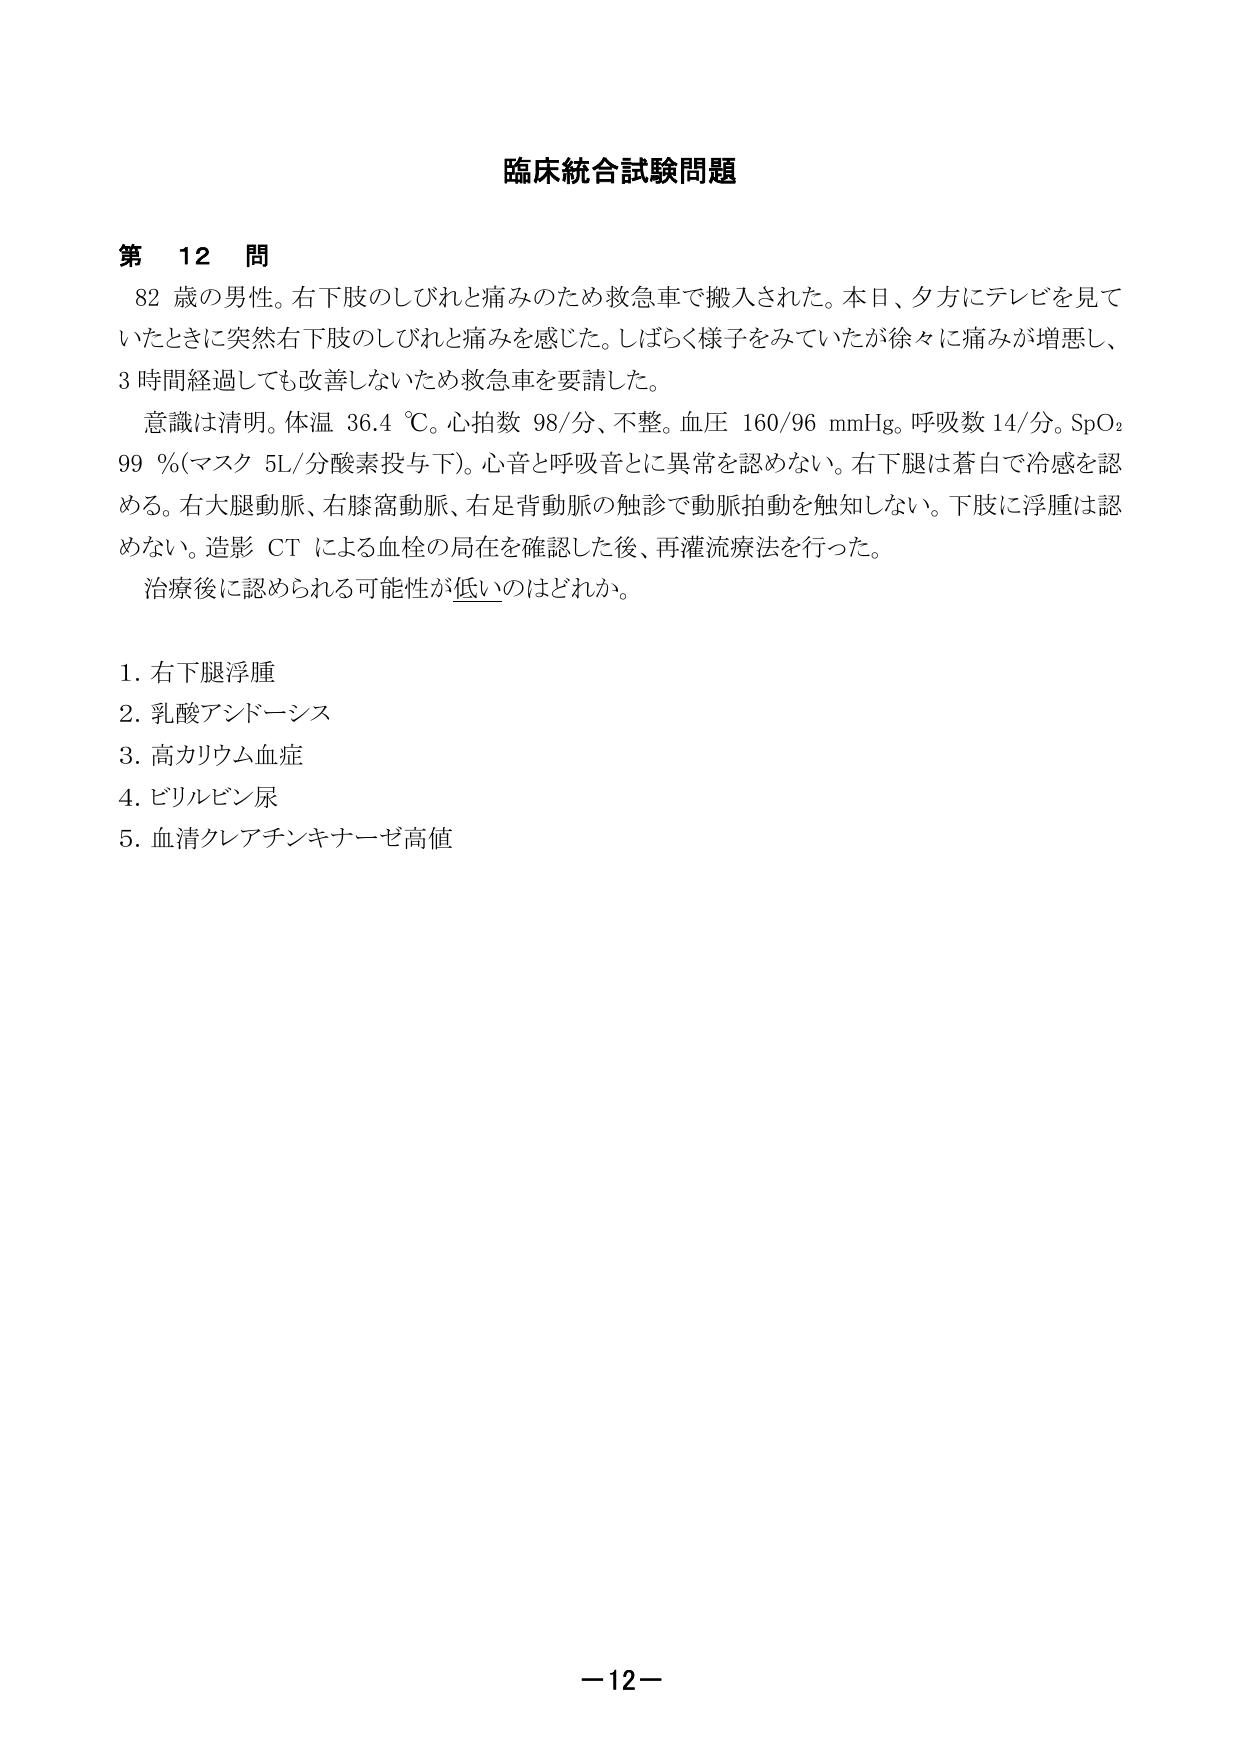 臨床統合試験問題
第 12 問
82 歳の男性。右下肢のしびれと痛みのため救急車で搬入された。本日、夕方にテレビを見て
いたときに突然右下肢のしびれと痛みを感じた。しばらく様子をみていたが徐々に痛みが増悪し、
3 時間経過しても改善しないため救急車を要請した。
意識は清明。体温 36.4 ℃。心拍数 98/分、不整。血圧 160/96 mmHg。呼吸数 14/分。SpO₂
99 %(マスク 5L/分酸素投与下)。心音と呼吸音とに異常を認めない。右下腿は蒼白で冷感を認
める。右大腿動脈、右膝窩動脈、右足背動脈の触診で動脈拍動を触知しない。下肢に浮腫は認
めない。造影 CT による血栓の局在を確認した後、再灌流療法を行った。
治療後に認められる可能性が低いのはどれか。
1. 右下腿浮腫
2. 乳酸アシドーシス
3. 高カリウム血症
4. ビリルビン尿
5. 血清クレアチンキナーゼ高値
－12－